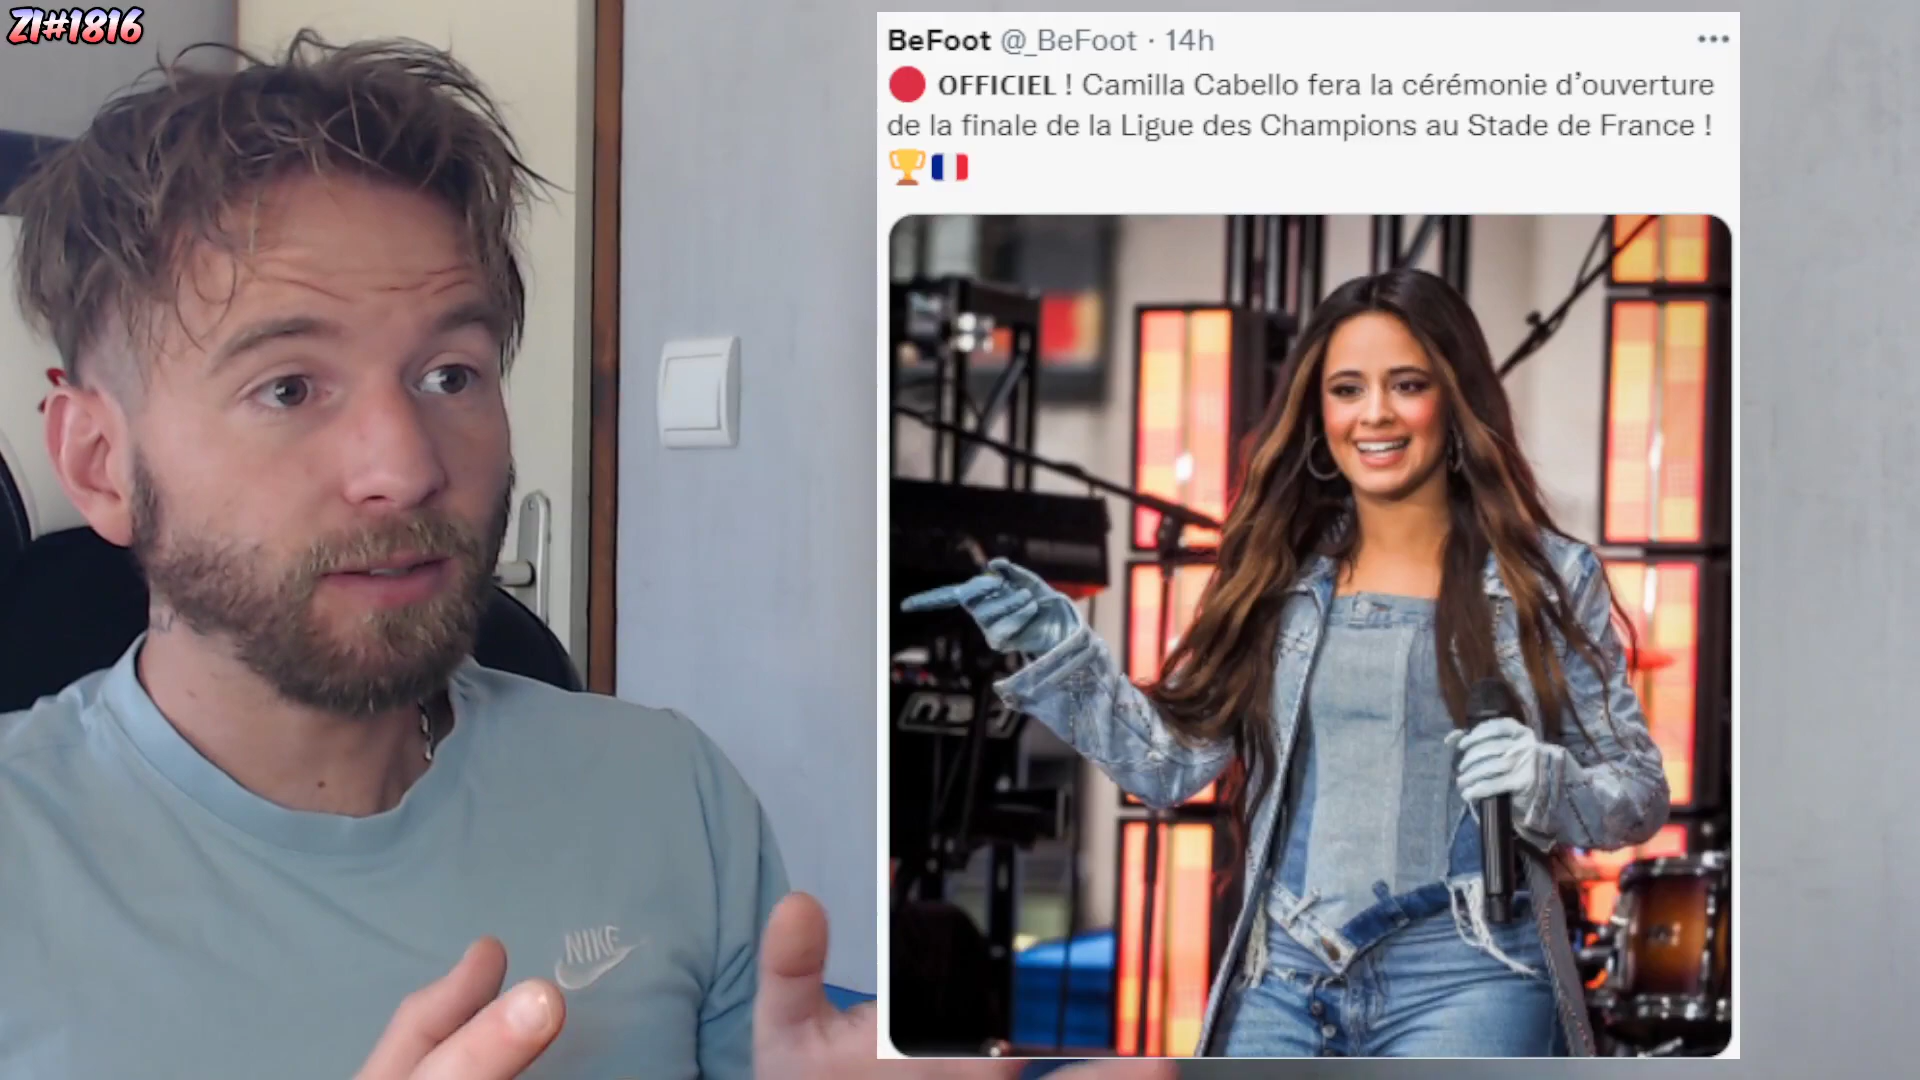 ZI#1816
BeFoot @_BeFoot · 14h
OFFICIEL ! Camilla Cabello fera la cérémonie d’ouverture
de la finale de la Ligue des Champions au Stade de France !
NIKE